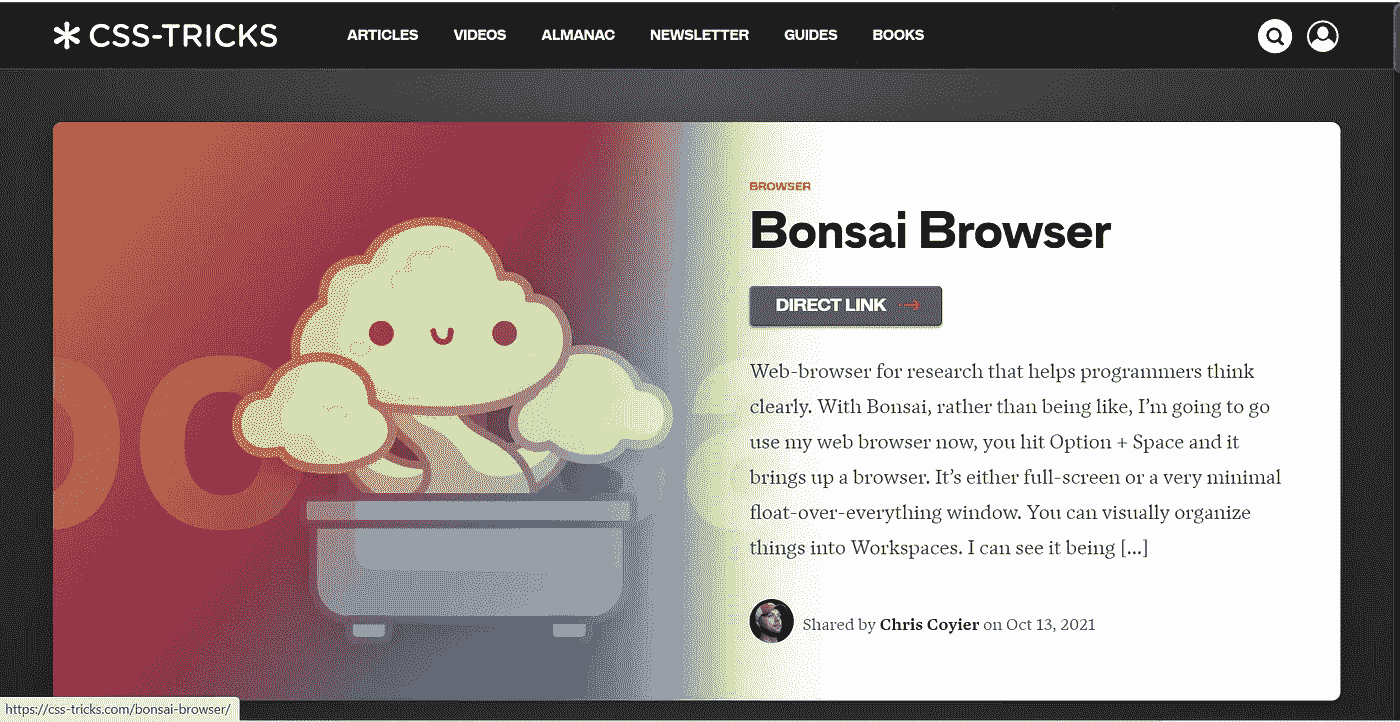 CSS-TRICKS ARTICLES VIDEOS ALMANAC NEWSLETTER GUIDES BOOKS
BROWSER
Bonsai Browser
DIRECT LINK →
Web-browser for research that helps programmers think
clearly. With Bonsai, rather than being like, I’m going to go
use my web browser now, you hit Option + Space and it
brings up a browser. It’s either full-screen or a very minimal
float-over-everything window. You can visually organize
things into Workspaces. I can see it being [...]
Shared by Chris Coyier on Oct 13, 2021
https://css-tricks.com/bonsai-browser/